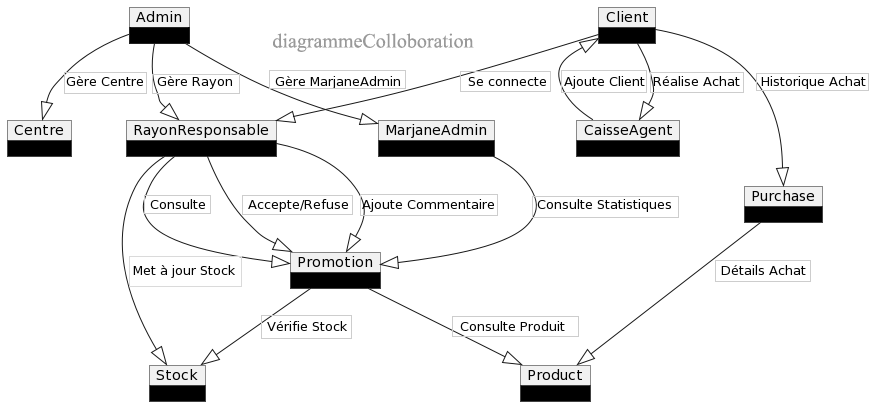 Admin
Client
diagrammeColloboration
Gère Centre
Gère Rayon
Gère MarjaneAdmin
Se connecte
Ajoute Client
Réalise Achat
Historique Achat
Centre
RayonResponsable
MarjaneAdmin
CaisseAgent
Purchase
Consulte
Accepte/Refuse
Ajoute Commentaire
Consulte Statistiques
Promotion
Met à jour Stock
Détails Achat
Vérifie Stock
Consulte Produit
Stock
Product